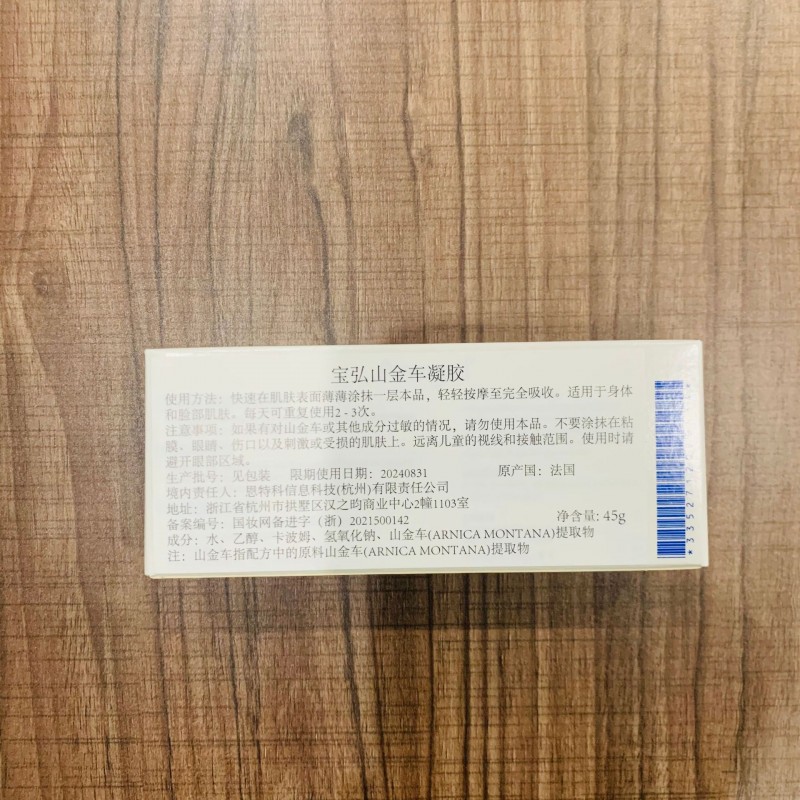 宝弘山金车凝胶
使用方法：快速在肌肤表面薄薄涂抹一层本品，轻轻按摩至完全吸收。适用于身体
和脸部肌肤。每天可重复使用2 - 3次。
注意事项：如果有对山金车或其他成分过敏的情况，请勿使用本品。不要涂抹在粘
膜、眼睛、伤口以及刺激或受损的肌肤上。远离儿童的视线和接触范围。使用时请
避开眼部区域。
生产批号：见包装 限期使用日期：20240831 原产国：法国
境内责任人：恩特科信息科技(杭州)有限责任公司
地址：浙江省杭州市拱墅区汉之昀商业中心2幢1103室
备案编号：国妆网备进字（浙）2021500142 净含量: 45g
成分：水、乙醇、卡波姆、氢氧化钠、山金车(ARNICA MONTANA)提取物
注：山金车指配方中的原料山金车(ARNICA MONTANA)提取物